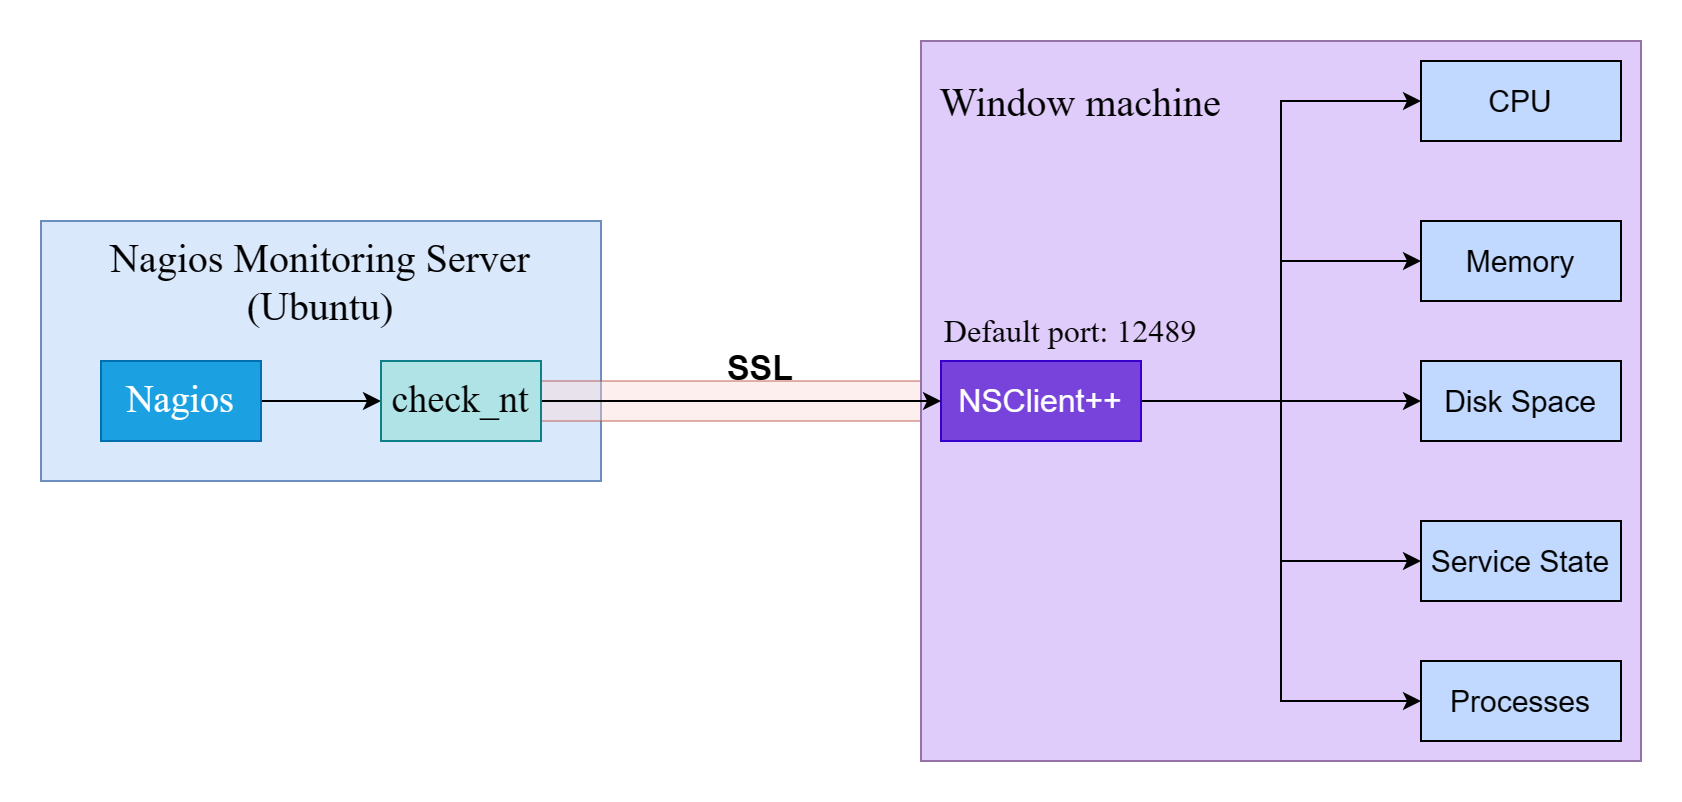 Nagios Monitoring Server
(Ubuntu)
Nagios
check_nt
SSL
Window machine
Default port: 12489
NSClient++
CPU
Memory
Disk Space
Service State
Processes